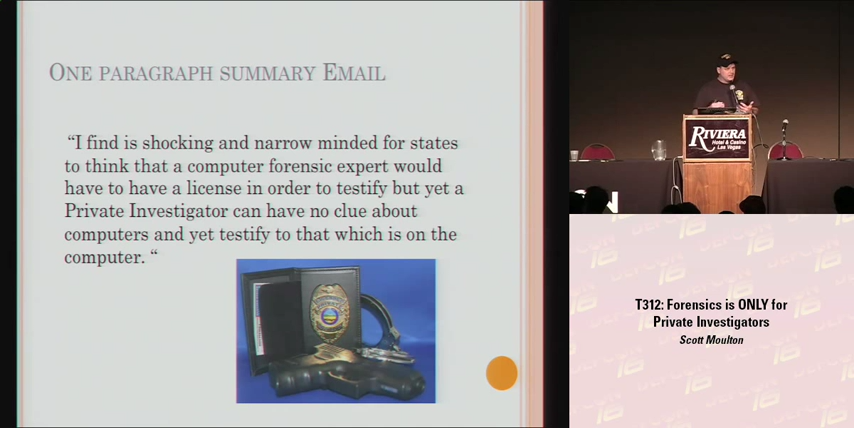 ONE PARAGRAPH SUMMARY EMAIL
“I find is shocking and narrow minded for states
to think that a computer forensic expert would
have to have a license in order to testify but yet a
Private Investigator can have no clue about
computers and yet testify to that which is on the
computer. “
RIVIERA
Hotel & Casino
Las Vegas
T312: Forensics is ONLY for
Private Investigators
Scott Moulton